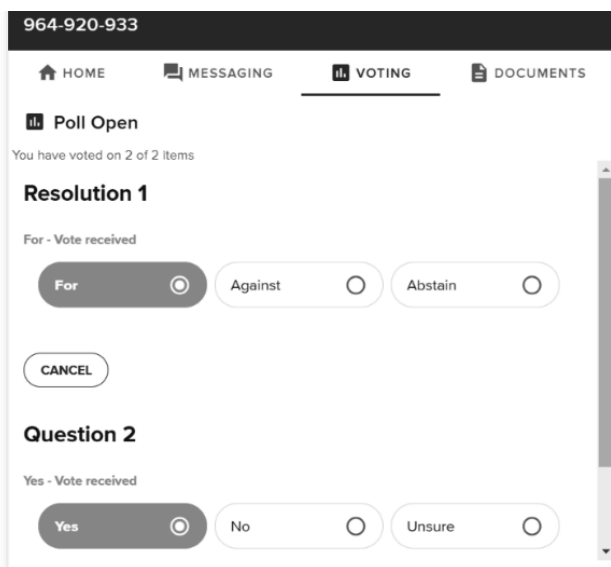 964-920-933
HOME MESSAGING VOTING DOCUMENTS
Poll Open
You have voted on 2 of 2 items
Resolution 1
For - Vote received
For Against Abstain
CANCEL
Question 2
Yes - Vote received
Yes No Unsure